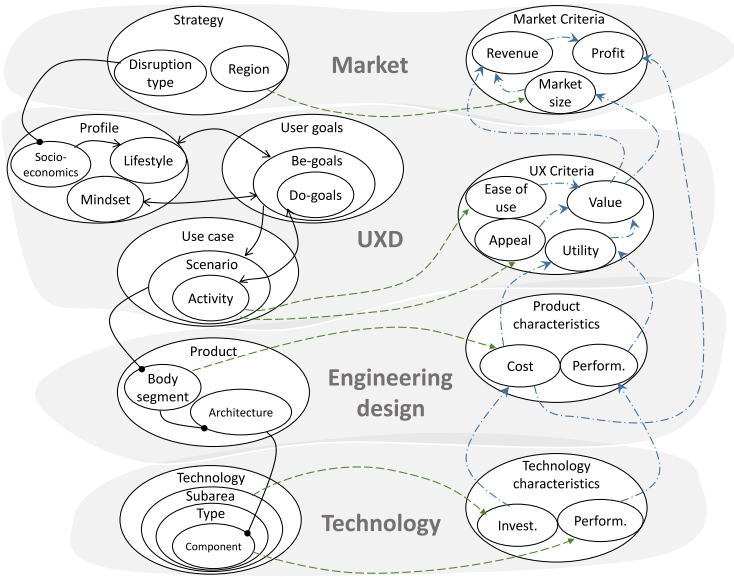 Strategy
Disruption
type
Region
Market
Market Criteria
Revenue
Profit
Market
size
Profile
Socio-
economics
Lifestyle
Mindset
User goals
Be-goals
Do-goals
UXD
UX Criteria
Ease of
use
Value
Appeal
Utility
Use case
Scenario
Activity
Product
Body
segment
Architecture
Engineering
design
Product
characteristics
Cost
Perform.
Technology
Subarea
Type
Component
Technology
Technology
characteristics
Invest.
Perform.